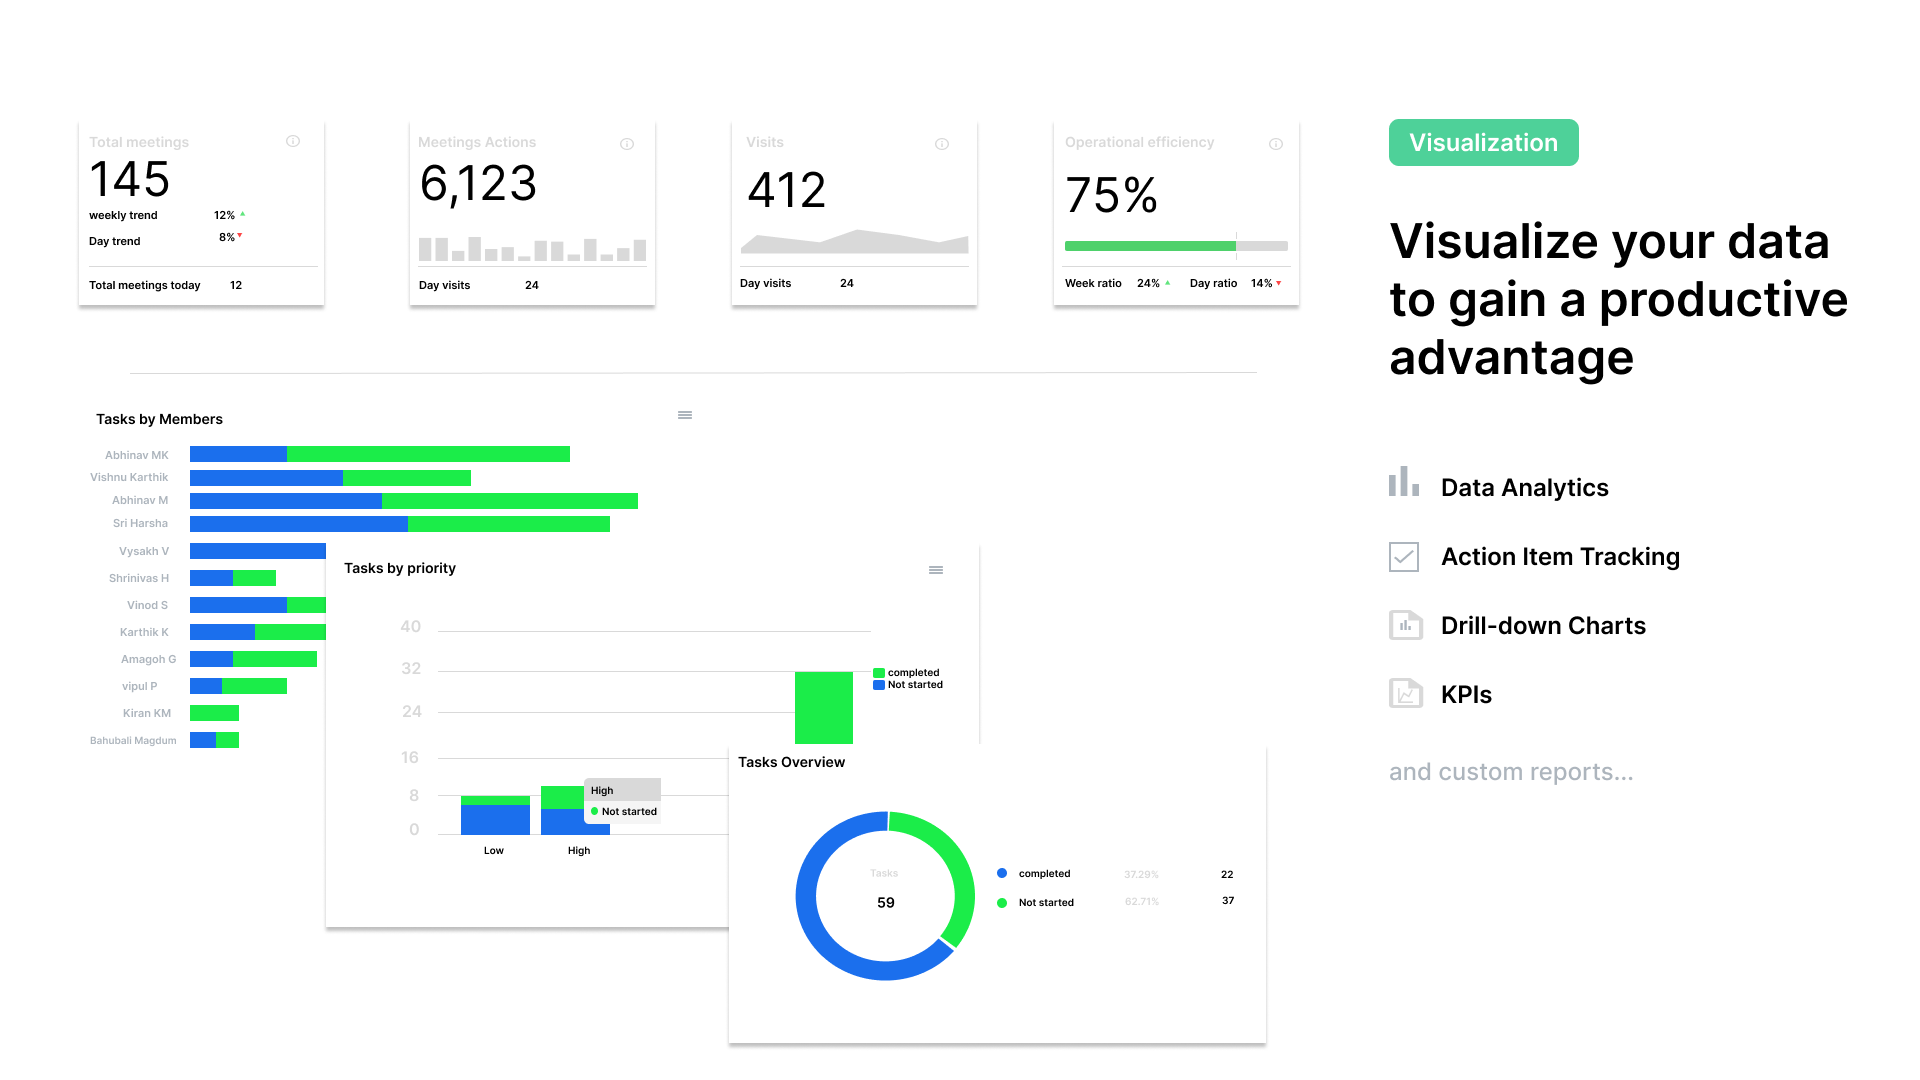 Total meetings
145
weekly trend 12%
Day trend 8%
Total meetings today 12
Meetings Actions
6,123
Day visits 24
Visits
412
Day visits 24
Operational efficiency
75%
Week ratio 24% Day ratio 14%
Visualization
Visualize your data
to gain a productive
advantage
Data Analytics
Action Item Tracking
Drill-down Charts
KPIs
and custom reports...
Tasks by Members
Abhinav MK
Vishnu Karthik
Abhinav M
Sri Harsha
Vysakh V
Shrinivas H
Vinod S
Karthik K
Amagoh G
vipul P
Kiran KM
Bahubali Magdum
Tasks by priority
40
32
24
16
8
0
completed
Not started
High
Not started
Low High
Tasks Overview
Tasks
59
completed 37.29% 22
Not started 62.71% 37